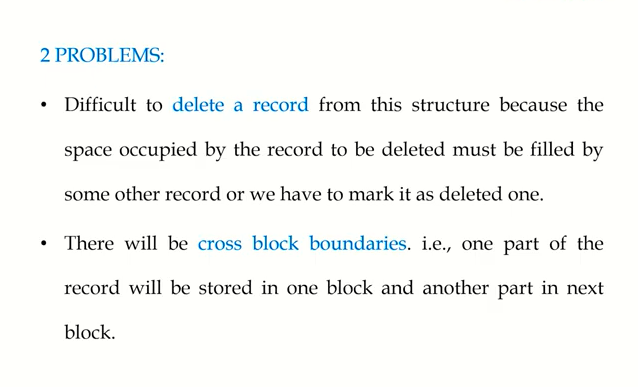 2 PROBLEMS:
• Difficult to delete a record from this structure because the
space occupied by the record to be deleted must be filled by
some other record or we have to mark it as deleted one.
• There will be cross block boundaries. i.e., one part of the
record will be stored in one block and another part in next
block.